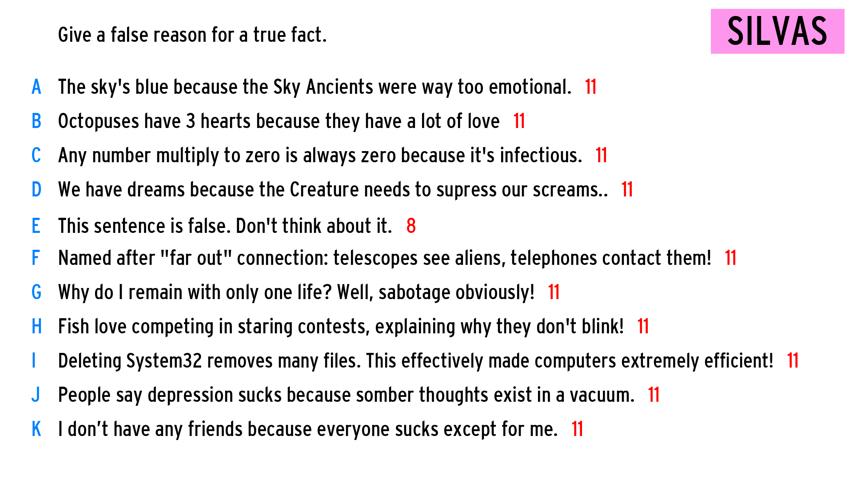 Give a false reason for a true fact.
SILVAS
A The sky's blue because the Sky Ancients were way too emotional. 11
B Octopuses have 3 hearts because they have a lot of love 11
C Any number multiply to zero is always zero because it's infectious. 11
D We have dreams because the Creature needs to supress our screams.. 11
E This sentence is false. Don't think about it. 8
F Named after "far out" connection: telescopes see aliens, telephones contact them! 11
G Why do I remain with only one life? Well, sabotage obviously! 11
H Fish love competing in staring contests, explaining why they don't blink! 11
I Deleting System32 removes many files. This effectively made computers extremely efficient! 11
J People say depression sucks because somber thoughts exist in a vacuum. 11
K I don’t have any friends because everyone sucks except for me. 11